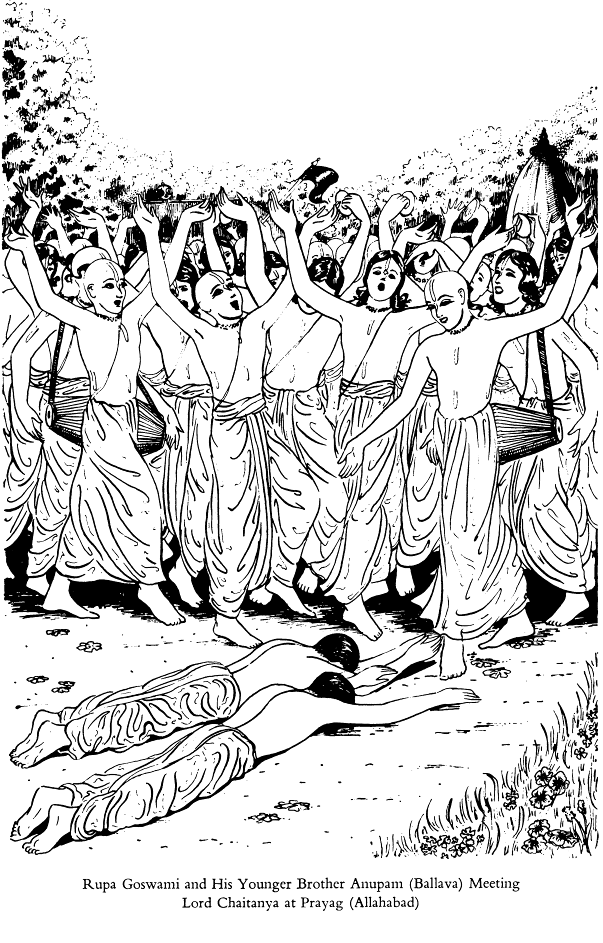 Rupa Goswami and His Younger Brother Anupam (Ballava) Meeting
Lord Chaitanya at Prayag (Allahabad)